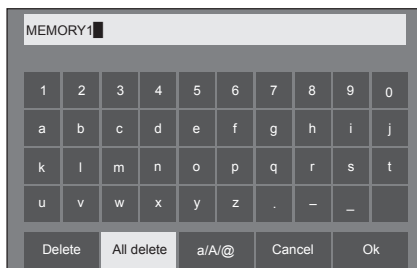 MEMORY1
1 2 3 4 5 6 7 8 9 0
a b c d e f g h i j
k l m n o p q r s t
u v w x y z . – _
Delete All delete a/A/@ Cancel Ok